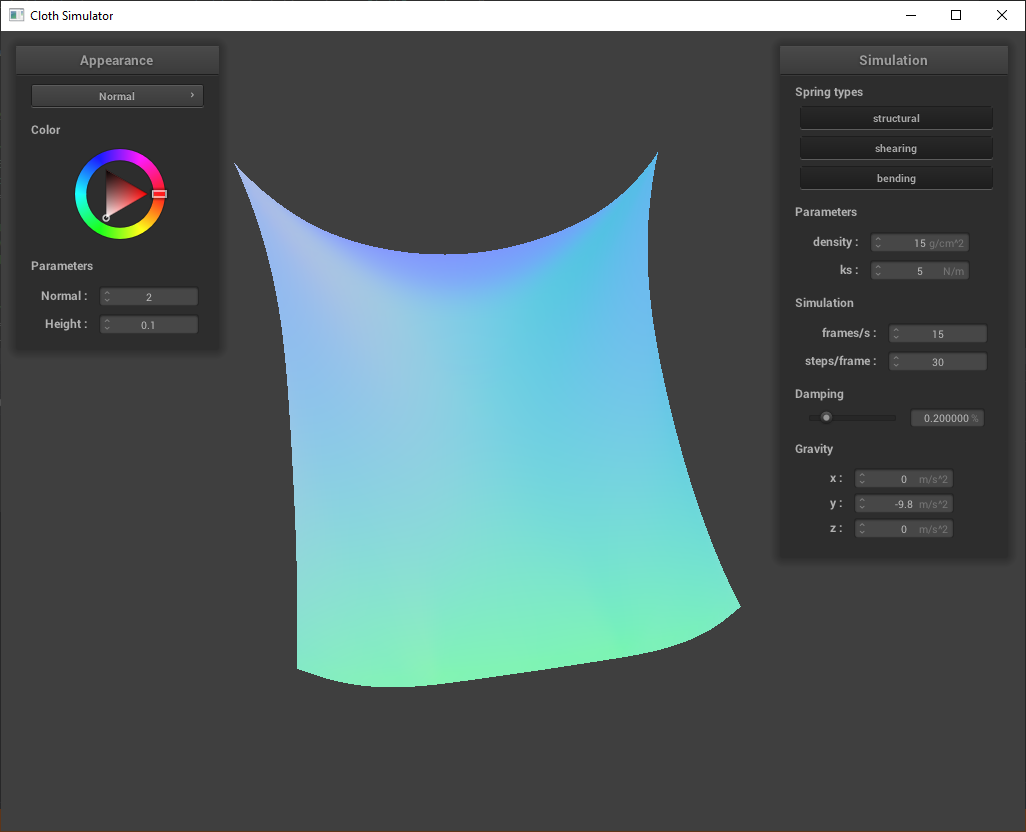 Cloth Simulator
Appearance
Normal
Color
Parameters
Normal : 2
Height : 0.1
Simulation
Spring types
structural
shearing
bending
Parameters
density : 15 g/cm^2
ks : 5 N/m
Simulation
frames/s : 15
steps/frame : 30
Damping
0.200000 %
Gravity
x : 0 m/s^2
y : -9.8 m/s^2
z : 0 m/s^2